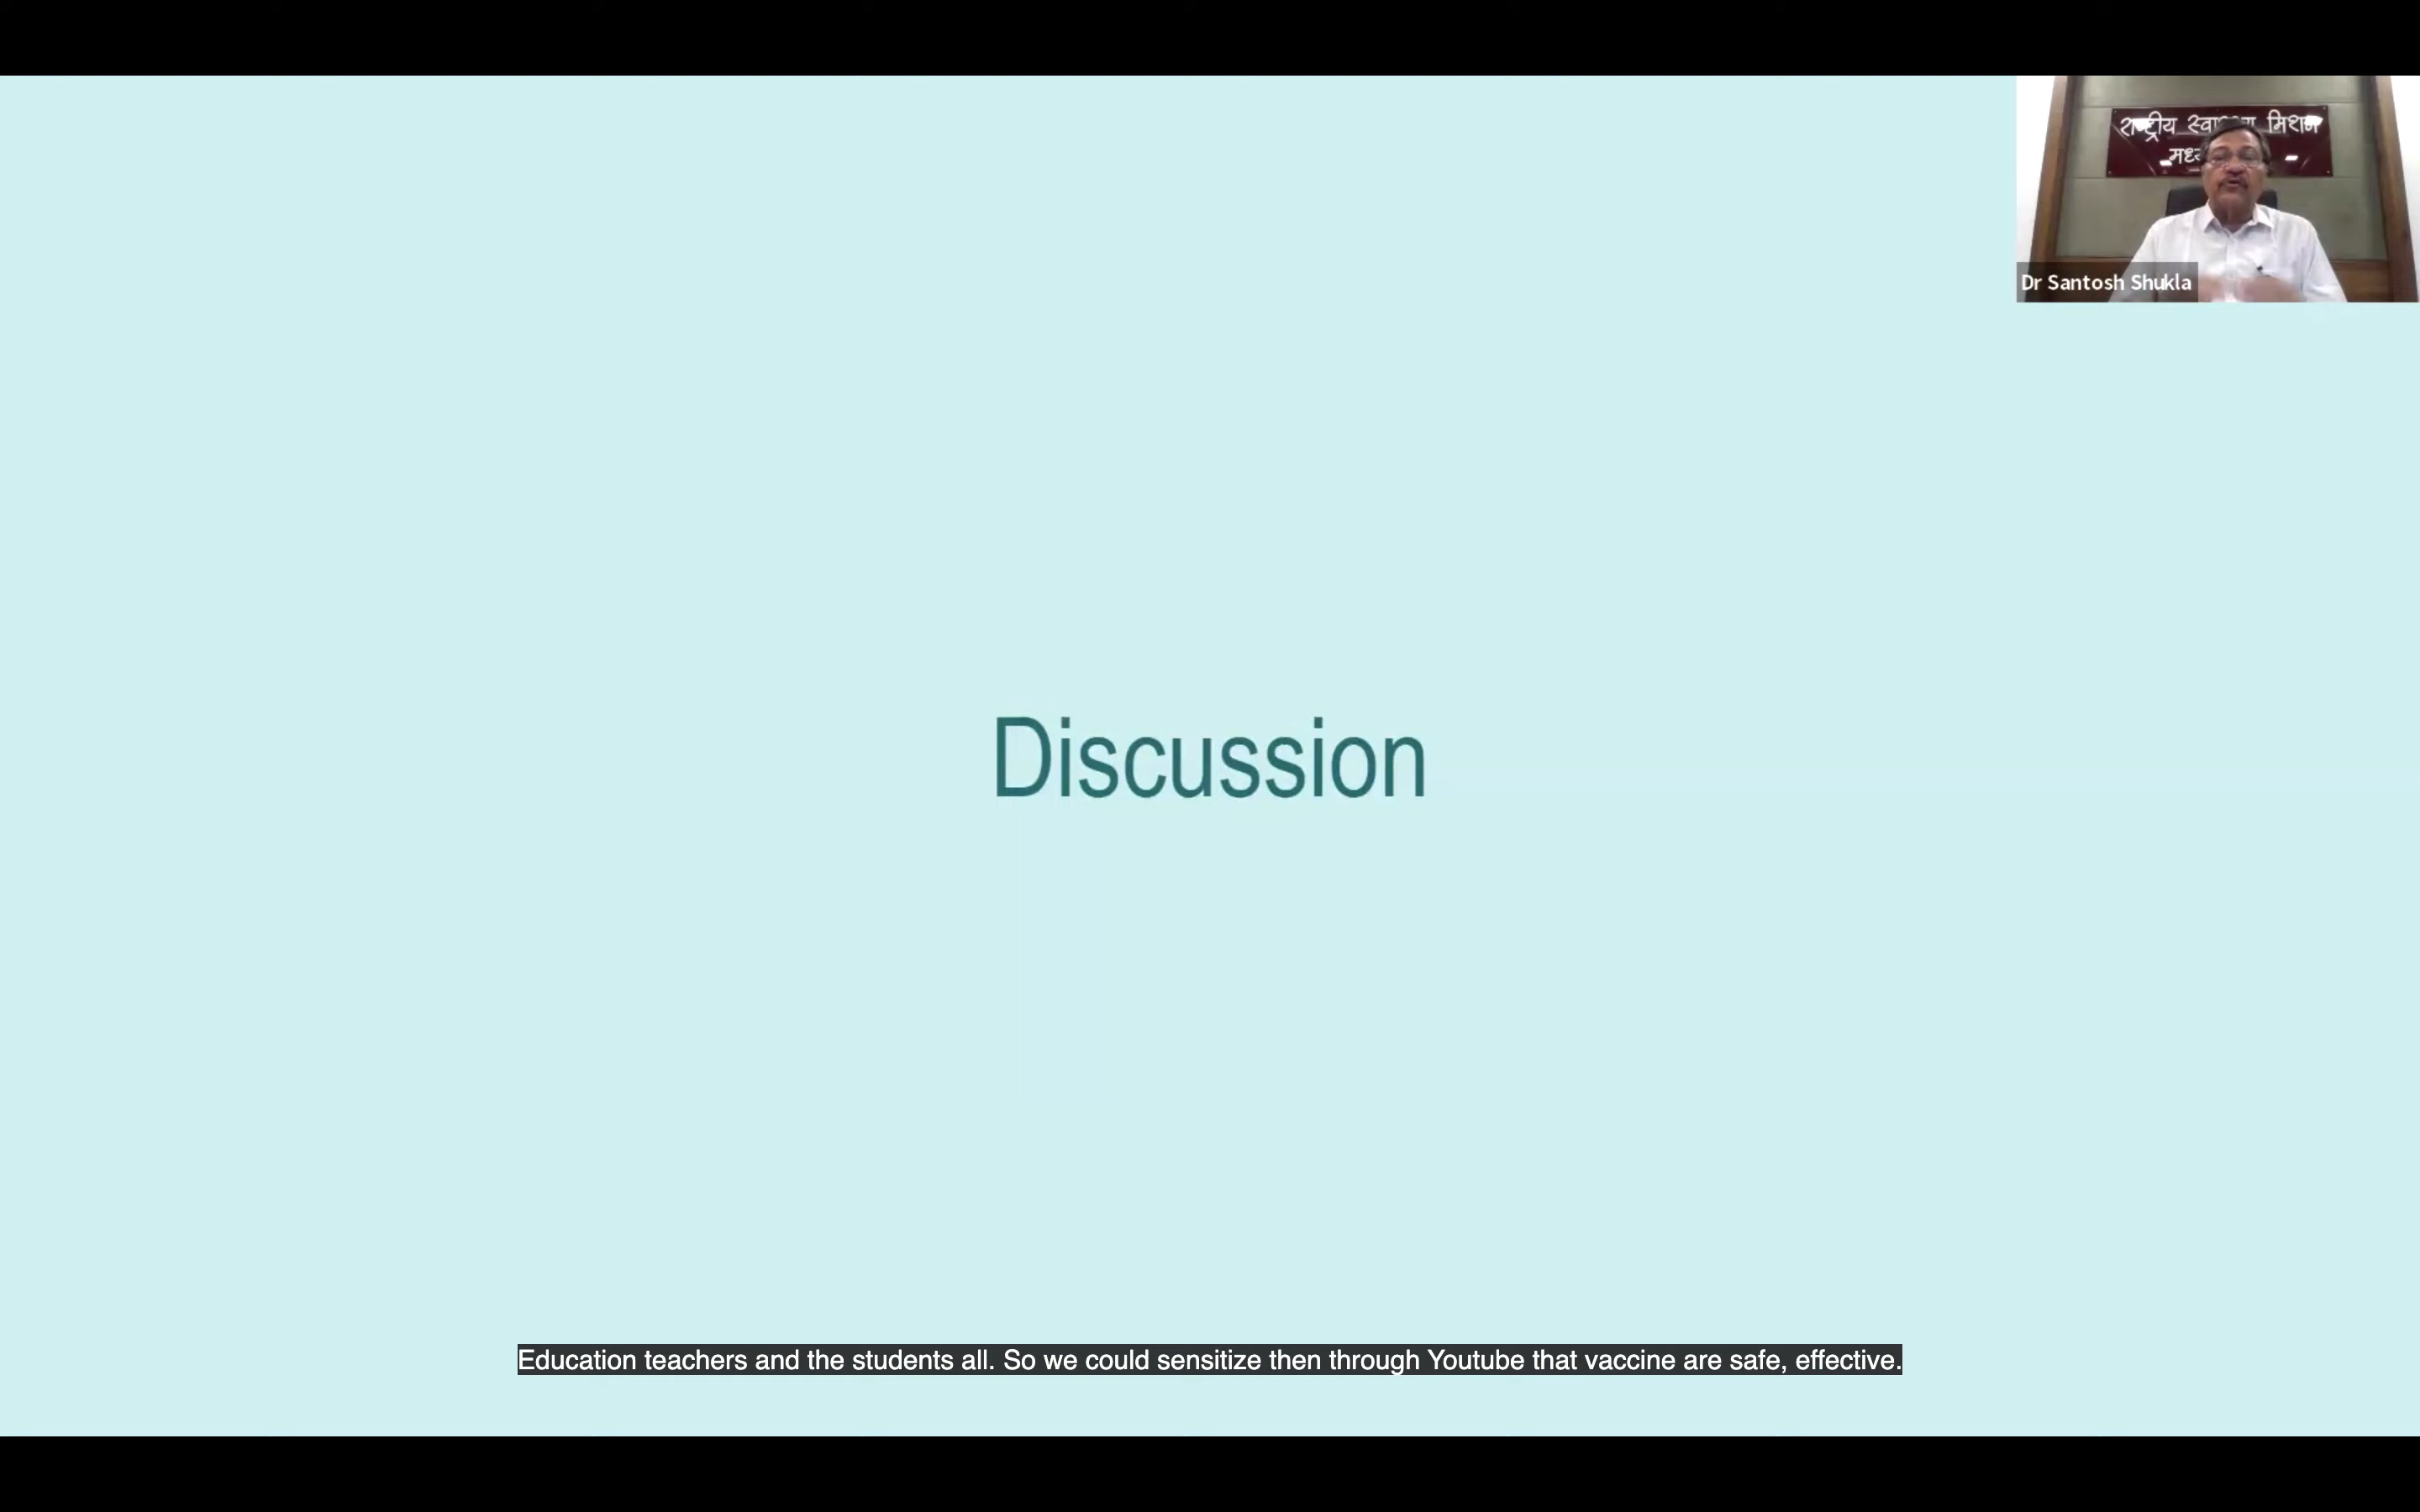 राष्ट्रीय मिशन
Dr Santosh Shukla
Discussion
Education teachers and the students all. So we could sensitize then through Youtube that vaccine are safe, effective.